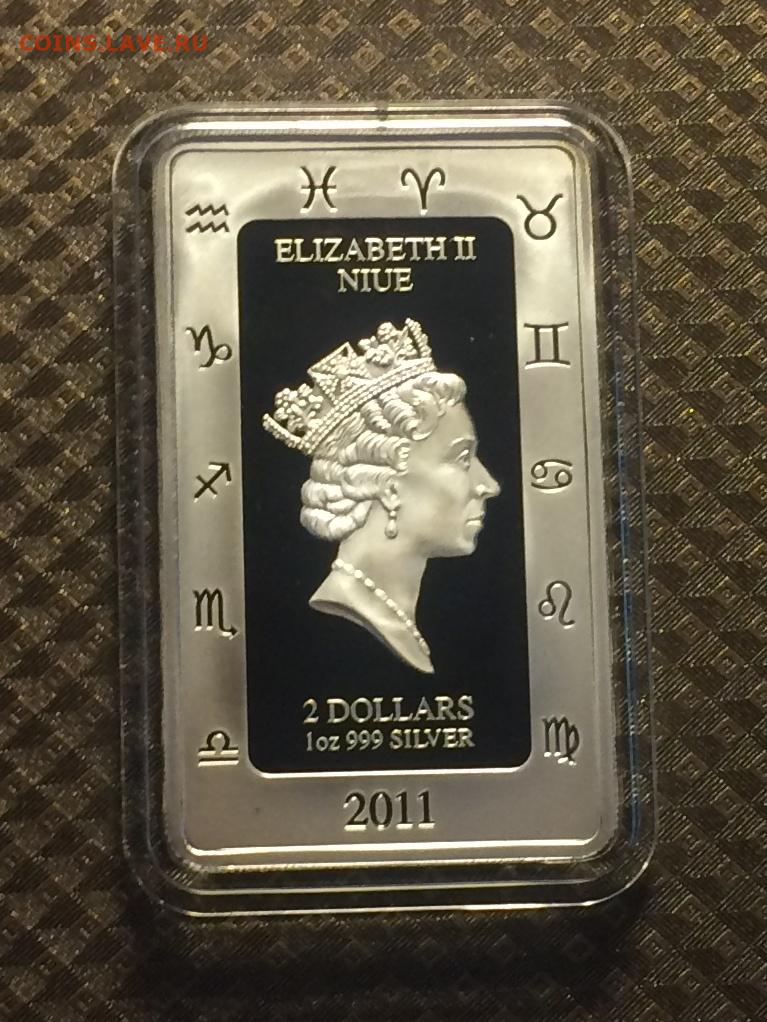 COINS.LAVE.RU
ELIZABETH II
NIUE
2 DOLLARS
1oz 999 SILVER
2011